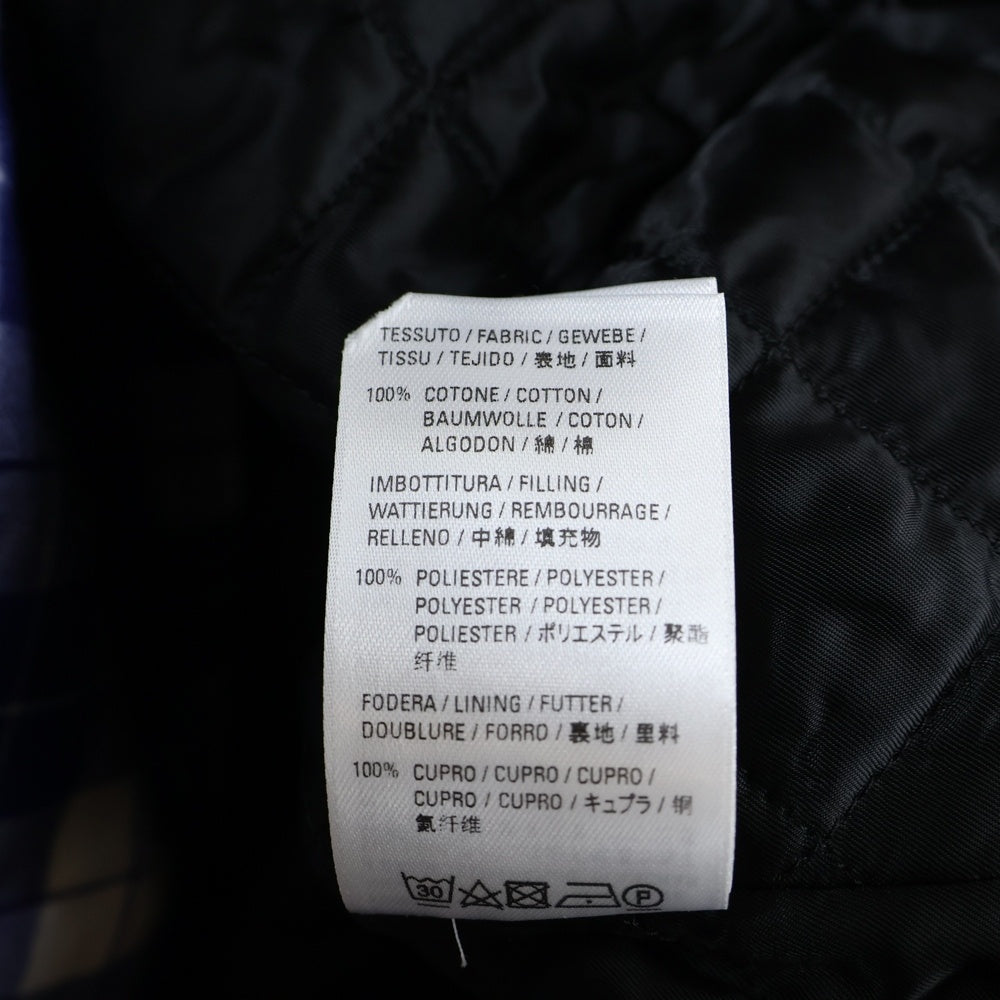 TESSUTO / FABRIC / GEWEBE /
TISSU / TEJIDO / 表地 / 面料
100% COTONE / COTTON /
BAUMWOLLE / COTON /
ALGODON / 綿 / 棉
IMBOTTITURA / FILLING /
WATTIERUNG / REMBOURRAGE /
RELLENO / 中綿 / 填充物
100% POLIESTERE / POLYESTER /
POLYESTER / POLYESTER /
POLIESTER / ポリエステル / 聚酯
纤维
FODERA / LINING / FUTTER /
DOUBLURE / FORRO / 裏地 / 里料
100% CUPRO / CUPRO / CUPRO /
CUPRO / CUPRO / キュプラ / 铜
氨纤维
30 P